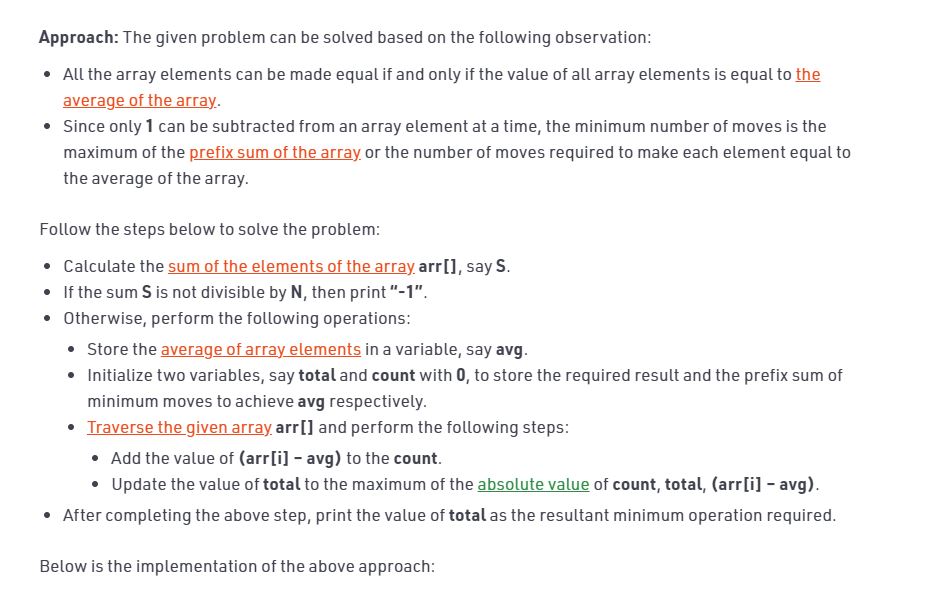 Approach: The given problem can be solved based on the following observation:
• All the array elements can be made equal if and only if the value of all array elements is equal to the
average of the array.
• Since only 1 can be subtracted from an array element at a time, the minimum number of moves is the
maximum of the prefix sum of the array or the number of moves required to make each element equal to
the average of the array.
Follow the steps below to solve the problem:
• Calculate the sum of the elements of the array arr[], say S.
• If the sum S is not divisible by N, then print “-1”.
• Otherwise, perform the following operations:
• Store the average of array elements in a variable, say avg.
• Initialize two variables, say total and count with 0, to store the required result and the prefix sum of
minimum moves to achieve avg respectively.
• Traverse the given array arr[] and perform the following steps:
• Add the value of (arr[i] – avg) to the count.
• Update the value of total to the maximum of the absolute value of count, total, (arr[i] – avg).
• After completing the above step, print the value of total as the resultant minimum operation required.
Below is the implementation of the above approach: